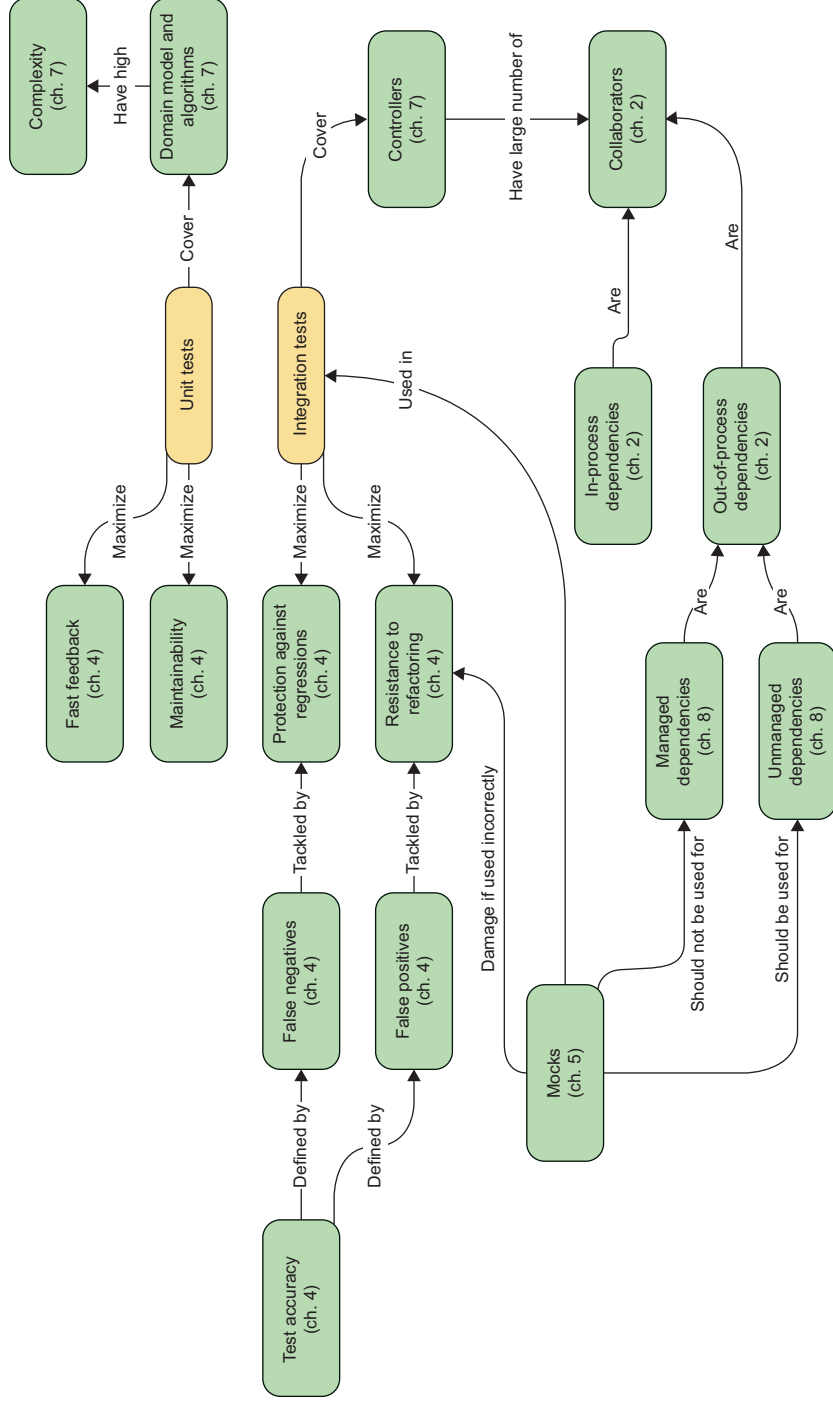 Complexity
(ch. 7)
Have high
Domain model and
algorithms
(ch. 7)
Cover
Unit tests
Maximize
Maximize
Fast feedback
(ch. 4)
Maintainability
(ch. 4)
Controllers
(ch. 7)
Cover
Integration tests
Maximize
Maximize
Protection against
regressions
(ch. 4)
Resistance to
refactoring
(ch. 4)
Used in
Have large number of
Collaborators
(ch. 2)
Are
Are
In-process
dependencies
(ch. 2)
Out-of-process
dependencies
(ch. 2)
Are
Are
Managed
dependencies
(ch. 8)
Unmanaged
dependencies
(ch. 8)
Tackled by
Tackled by
False negatives
(ch. 4)
False positives
(ch. 4)
Damage if used incorrectly
Should not be used for
Should be used for
Mocks
(ch. 5)
Defined by
Defined by
Test accuracy
(ch. 4)